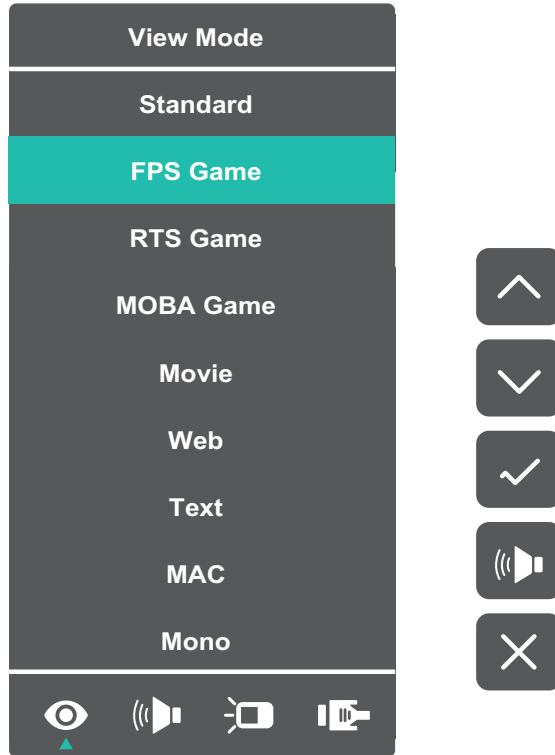 View Mode
Standard
FPS Game
RTS Game
MOBA Game
Movie
Web
Text
MAC
Mono